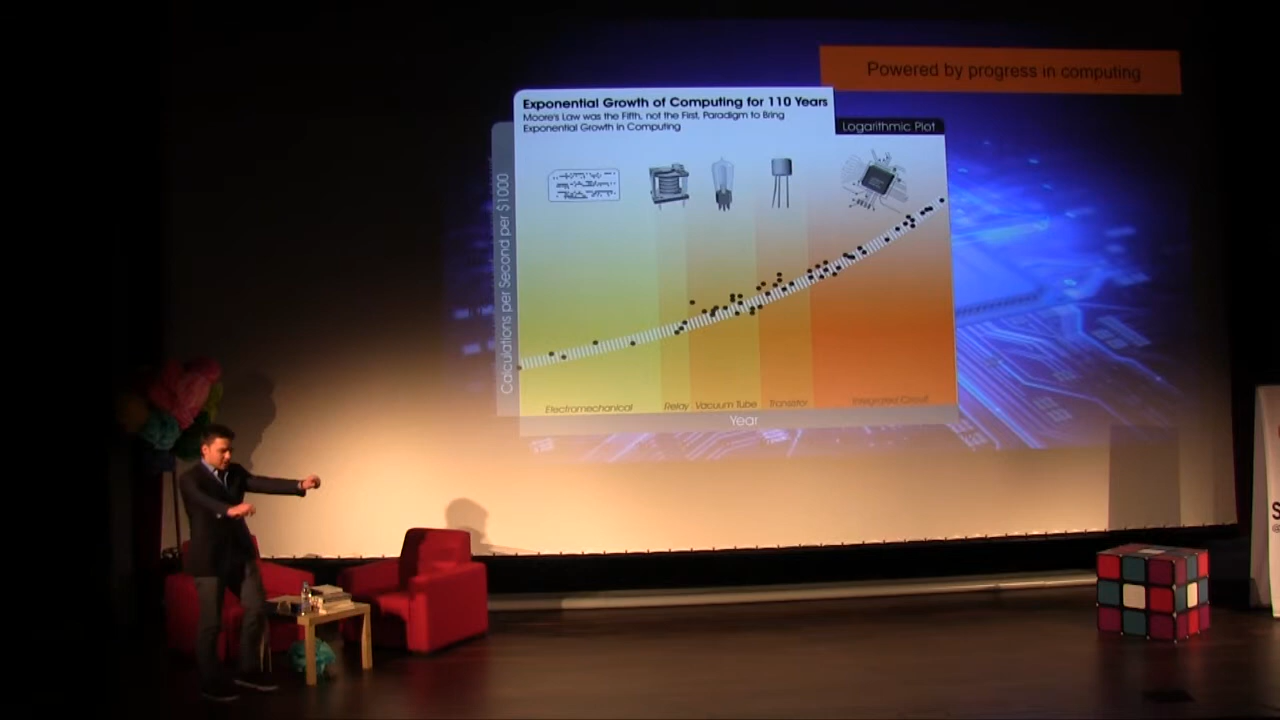 Powered by progress in computing
Exponential Growth of Computing for 110 Years
Moore's Law was the Fifth, not the First, Paradigm to Bring
Exponential Growth in Computing
Logarithmic Plot
Calculations per Second per $1000
Electromechanical
Relay
Vacuum Tube
Transistor
Integrated Circuit
Year
S